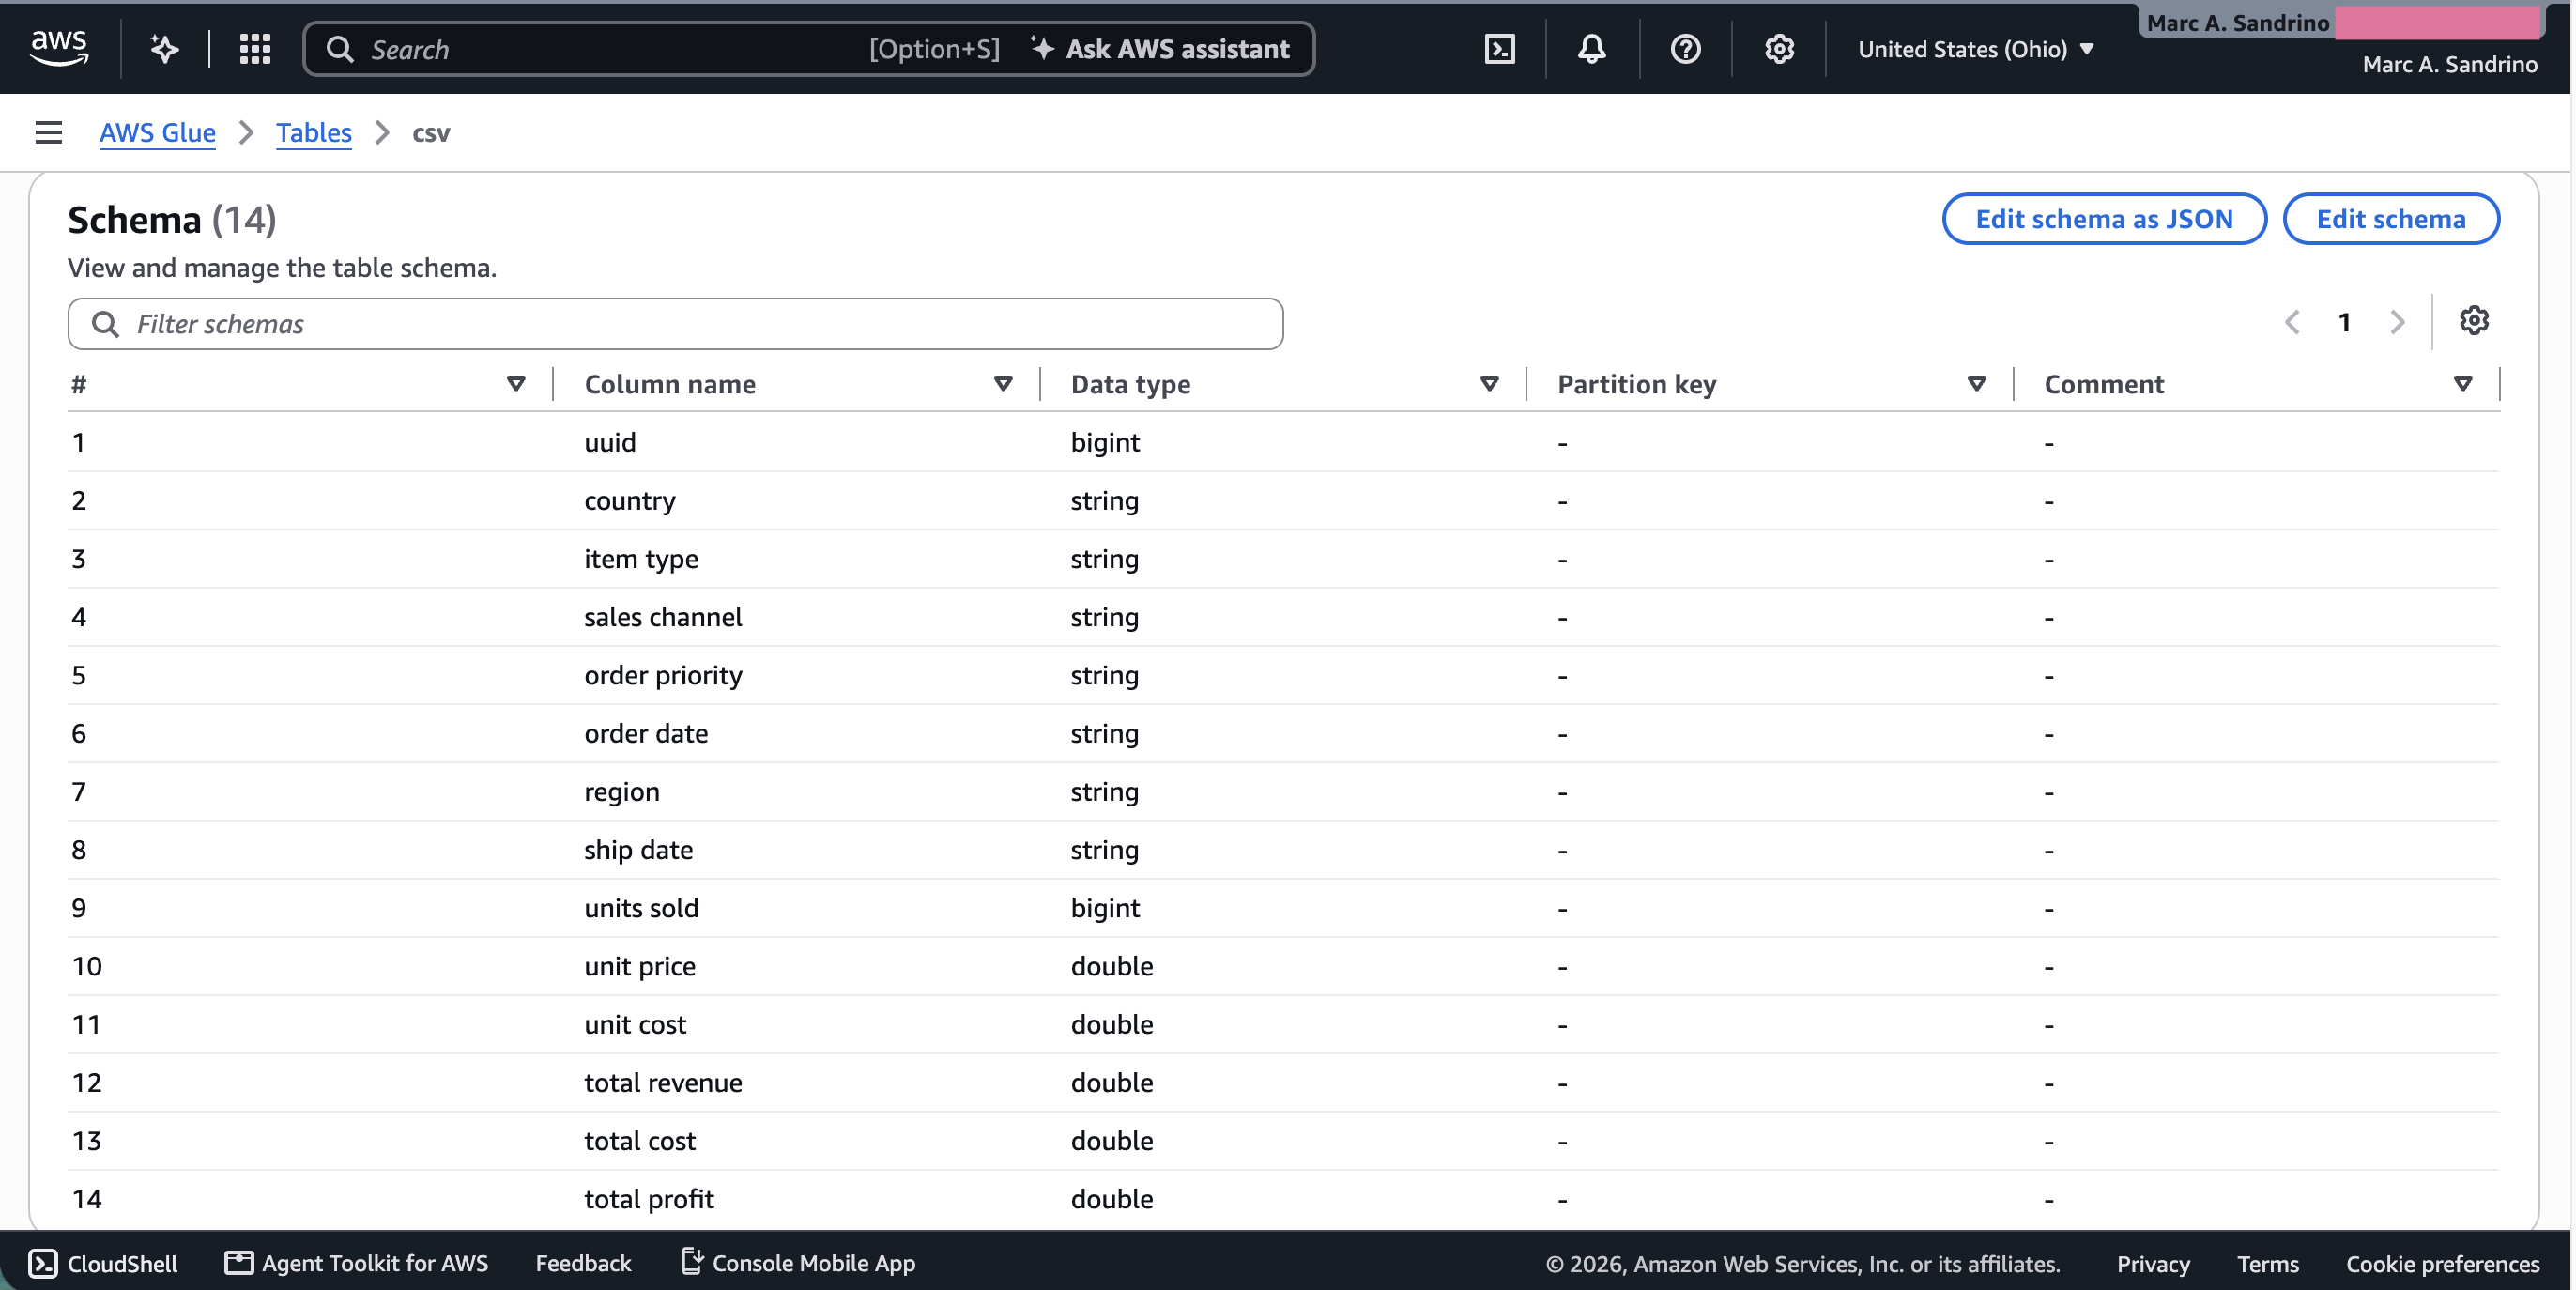 aws Search [Option+S] Ask AWS assistant United States (Ohio) Marc A. Sandrino
Marc A. Sandrino
AWS Glue Tables csv
Schema (14) Edit schema as JSON Edit schema
View and manage the table schema.
Filter schemas 1
# Column name Data type Partition key Comment
1 uuid bigint - -
2 country string - -
3 item type string - -
4 sales channel string - -
5 order priority string - -
6 order date string - -
7 region string - -
8 ship date string - -
9 units sold bigint - -
10 unit price double - -
11 unit cost double - -
12 total revenue double - -
13 total cost double - -
14 total profit double - -
CloudShell Agent Toolkit for AWS Feedback Console Mobile App © 2026, Amazon Web Services, Inc. or its affiliates. Privacy Terms Cookie preferences